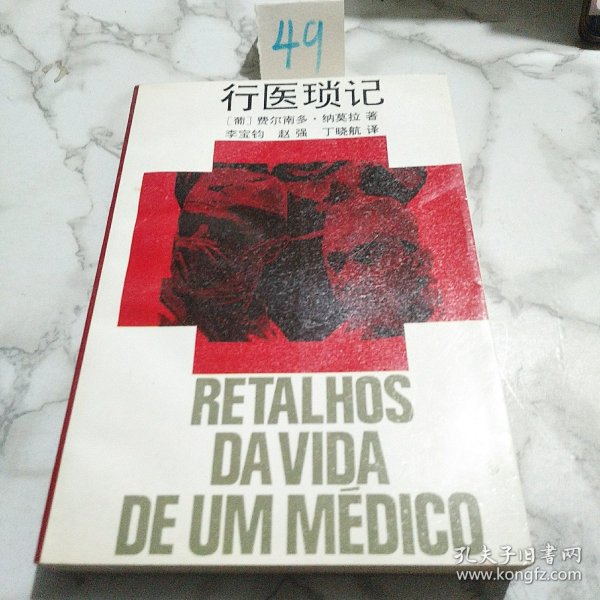 49
行医琐记
〔葡〕费尔南多·纳莫拉 著
李宝钧 赵强 丁晓航 译
RETALHOS
DA VIDA
DE UM MÉDICO
孔夫子旧书网
www.kongfz.com